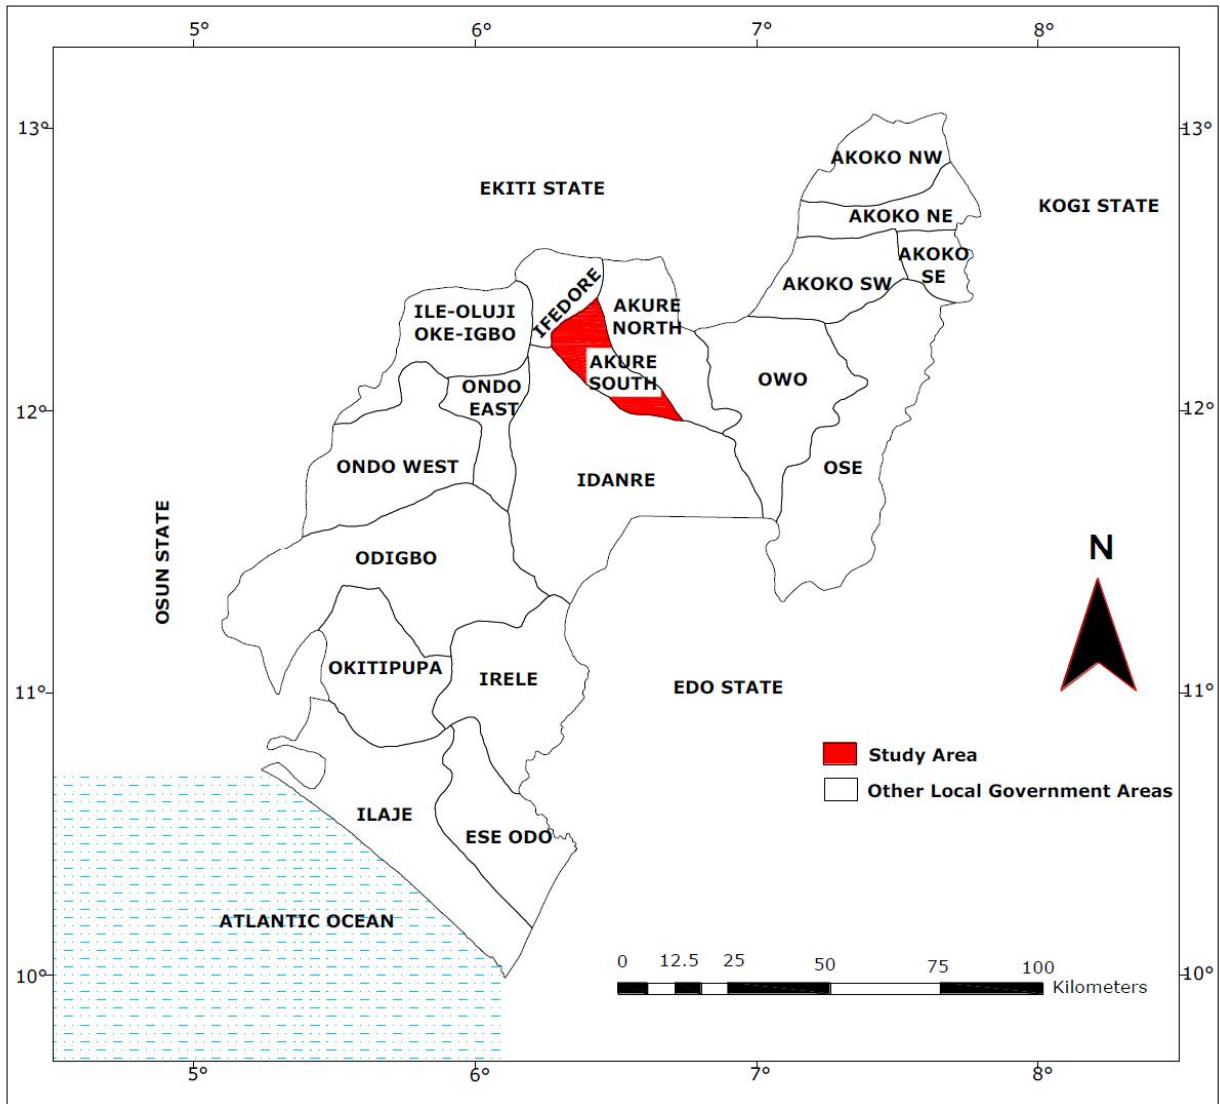 5° 6° 7° 8°
13° 13°
AKOKO NW
EKITI STATE
KOGI STATE
AKOKO NE
AKOKO
SE
AKOKO SW
IFEDORE
AKURE
NORTH
ILE-OLUJI
OKE-IGBO
AKURE
SOUTH
OWO
ONDO
EAST
12° 12°
ONDO WEST
IDANRE
OSE
OSUN STATE
ODIGBO
N
OKITIPUPA
IRELE
EDO STATE
11° 11°
Study Area
Other Local Government Areas
ILAJE
ESE ODO
ATLANTIC OCEAN
0 12.5 25 50 75 100
Kilometers
10° 10°
5° 6° 7° 8°